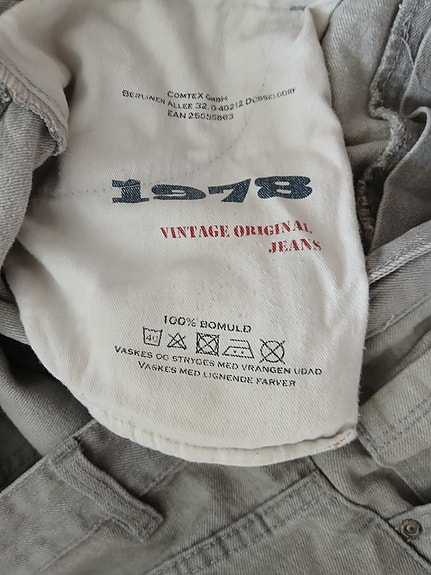 COMTEX GMBH
BERLINER ALLEE 32, D-40212 DÜSSELDORF
EAN 25055863
1978
VINTAGE ORIGINAL
JEANS
100% BOMULD
40
VASKES OG STRYGES MED VRANGEN UDAD
VASKES MED LIGNENDE FARVER